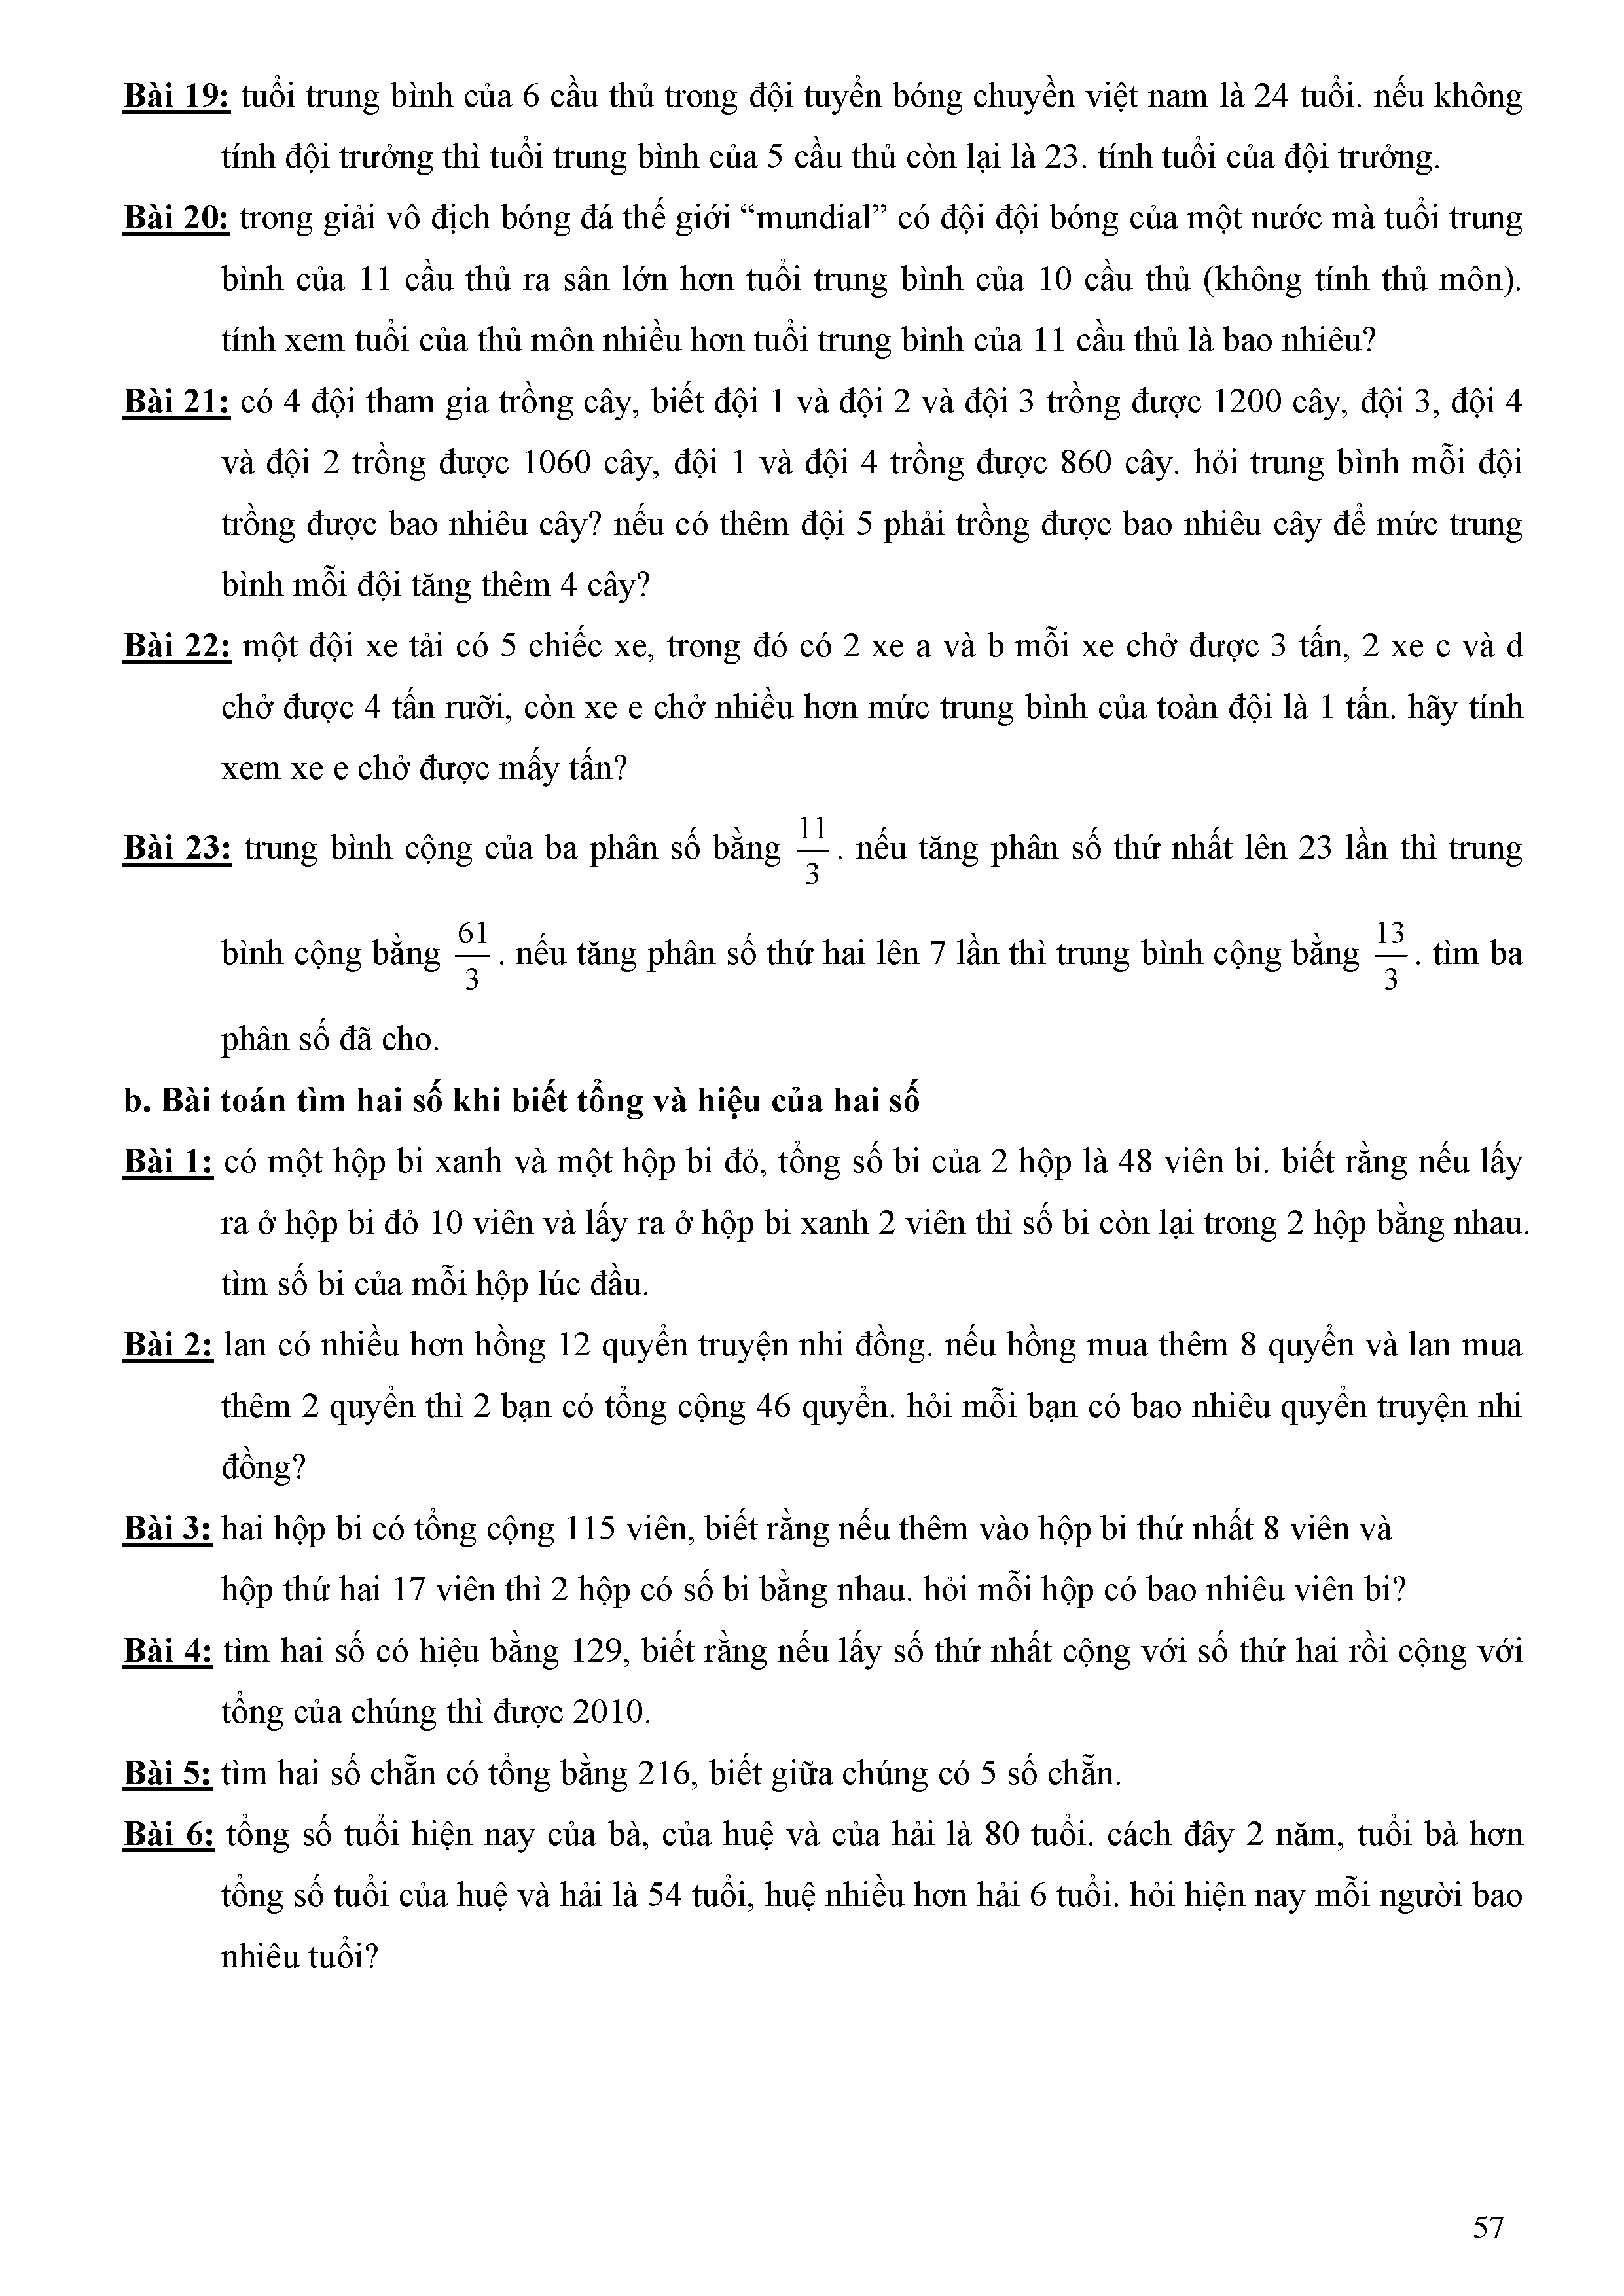 Bài 19: tuổi trung bình của 6 cầu thủ trong đội tuyển bóng chuyền việt nam là 24 tuổi. nếu không
tính đội trưởng thì tuổi trung bình của 5 cầu thủ còn lại là 23. tính tuổi của đội trưởng.
Bài 20: trong giải vô địch bóng đá thế giới “mundial” có đội đội bóng của một nước mà tuổi trung
bình của 11 cầu thủ ra sân lớn hơn tuổi trung bình của 10 cầu thủ (không tính thủ môn).
tính xem tuổi của thủ môn nhiều hơn tuổi trung bình của 11 cầu thủ là bao nhiêu?
Bài 21: có 4 đội tham gia trồng cây, biết đội 1 và đội 2 và đội 3 trồng được 1200 cây, đội 3, đội 4
và đội 2 trồng được 1060 cây, đội 1 và đội 4 trồng được 860 cây. hỏi trung bình mỗi đội
trồng được bao nhiêu cây? nếu có thêm đội 5 phải trồng được bao nhiêu cây để mức trung
bình mỗi đội tăng thêm 4 cây?
Bài 22: một đội xe tải có 5 chiếc xe, trong đó có 2 xe a và b mỗi xe chở được 3 tấn, 2 xe c và d
chở được 4 tấn rưỡi, còn xe e chở nhiều hơn mức trung bình của toàn đội là 1 tấn. hãy tính
xem xe e chở được mấy tấn?
Bài 23: trung bình cộng của ba phân số bằng 11/3. nếu tăng phân số thứ nhất lên 23 lần thì trung
bình cộng bằng 61/3. nếu tăng phân số thứ hai lên 7 lần thì trung bình cộng bằng 13/3. tìm ba
phân số đã cho.
b. Bài toán tìm hai số khi biết tổng và hiệu của hai số
Bài 1: có một hộp bi xanh và một hộp bi đỏ, tổng số bi của 2 hộp là 48 viên bi. biết rằng nếu lấy
ra ở hộp bi đỏ 10 viên và lấy ra ở hộp bi xanh 2 viên thì số bi còn lại trong 2 hộp bằng nhau.
tìm số bi của mỗi hộp lúc đầu.
Bài 2: lan có nhiều hơn hồng 12 quyển truyện nhi đồng. nếu hồng mua thêm 8 quyển và lan mua
thêm 2 quyển thì 2 bạn có tổng cộng 46 quyển. hỏi mỗi bạn có bao nhiêu quyển truyện nhi
đồng?
Bài 3: hai hộp bi có tổng cộng 115 viên, biết rằng nếu thêm vào hộp bi thứ nhất 8 viên và
hộp thứ hai 17 viên thì 2 hộp có số bi bằng nhau. hỏi mỗi hộp có bao nhiêu viên bi?
Bài 4: tìm hai số có hiệu bằng 129, biết rằng nếu lấy số thứ nhất cộng với số thứ hai rồi cộng với
tổng của chúng thì được 2010.
Bài 5: tìm hai số chẵn có tổng bằng 216, biết giữa chúng có 5 số chẵn.
Bài 6: tổng số tuổi hiện nay của bà, của huệ và của hải là 80 tuổi. cách đây 2 năm, tuổi bà hơn
tổng số tuổi của huệ và hải là 54 tuổi, huệ nhiều hơn hải 6 tuổi. hỏi hiện nay mỗi người bao
nhiêu tuổi?
57